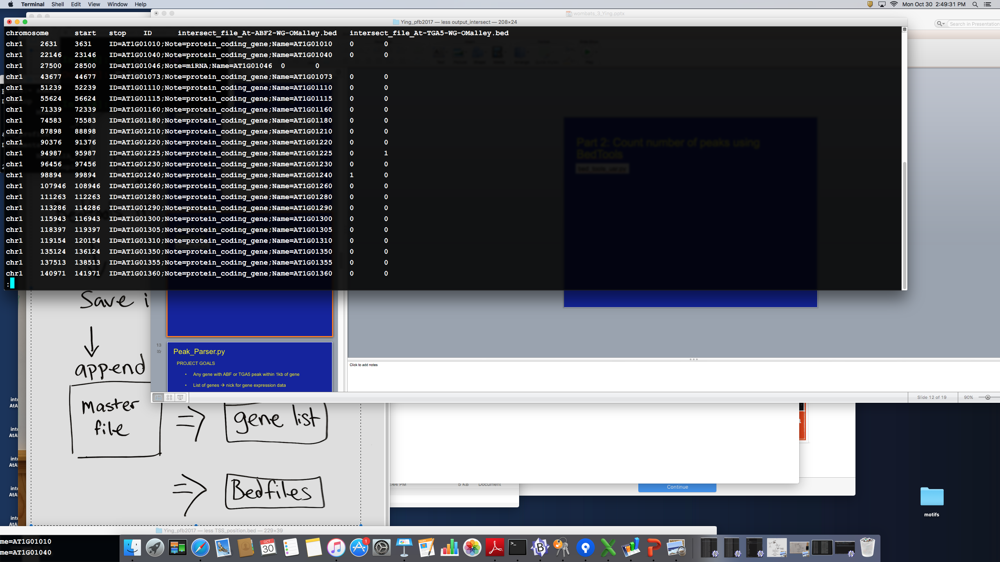 Terminal Shell Edit View Window Help
Mon Oct 30 2:49:31 PM
wombats_3_Ying.pptx
Ying_pfb2017 — less output_intersect — 208×24
Search in Presentation
chromosome start stop ID intersect_file_At-ABF2-WG-OMalley.bed intersect_file_At-TGA5-WG-OMalley.bed
chr1 2631 3631 ID=AT1G01010;Note=protein_coding_gene;Name=AT1G01010 0 0
chr1 22146 23146 ID=AT1G01040;Note=protein_coding_gene;Name=AT1G01040 0 0
chr1 27500 28500 ID=AT1G01046;Note=miRNA;Name=AT1G01046 0 0
chr1 43677 44677 ID=AT1G01073;Note=protein_coding_gene;Name=AT1G01073 0 0
chr1 51239 52239 ID=AT1G01110;Note=protein_coding_gene;Name=AT1G01110 0 0
chr1 55624 56624 ID=AT1G01115;Note=protein_coding_gene;Name=AT1G01115 0 0
chr1 71339 72339 ID=AT1G01160;Note=protein_coding_gene;Name=AT1G01160 0 0
chr1 74583 75583 ID=AT1G01180;Note=protein_coding_gene;Name=AT1G01180 0 0
chr1 87898 88898 ID=AT1G01210;Note=protein_coding_gene;Name=AT1G01210 0 0
chr1 90376 91376 ID=AT1G01220;Note=protein_coding_gene;Name=AT1G01220 0 0
chr1 94987 95987 ID=AT1G01225;Note=protein_coding_gene;Name=AT1G01225 0 1
chr1 96456 97456 ID=AT1G01230;Note=protein_coding_gene;Name=AT1G01230 0 0
chr1 98894 99894 ID=AT1G01240;Note=protein_coding_gene;Name=AT1G01240 1 0
chr1 107946 108946 ID=AT1G01260;Note=protein_coding_gene;Name=AT1G01260 0 0
chr1 111263 112263 ID=AT1G01280;Note=protein_coding_gene;Name=AT1G01280 0 0
chr1 113286 114286 ID=AT1G01290;Note=protein_coding_gene;Name=AT1G01290 0 0
chr1 115943 116943 ID=AT1G01300;Note=protein_coding_gene;Name=AT1G01300 0 0
chr1 118397 119397 ID=AT1G01305;Note=protein_coding_gene;Name=AT1G01305 0 0
chr1 119154 120154 ID=AT1G01310;Note=protein_coding_gene;Name=AT1G01310 0 0
chr1 135124 136124 ID=AT1G01350;Note=protein_coding_gene;Name=AT1G01350 0 0
chr1 137513 138513 ID=AT1G01355;Note=protein_coding_gene;Name=AT1G01355 0 0
chr1 140971 141971 ID=AT1G01360;Note=protein_coding_gene;Name=AT1G01360 0 0
:
Part 2: Count number of peaks using
BedTools
Save i
append
Master
file
=> gene list
=> Bedfiles
13
Peak_Parser.py
PROJECT GOALS
• Any gene with ABF or TGA5 peak within 1kb of gene
• List of genes → nick for gene expression data
Click to add notes
Slide 12 of 19
90%
inte
AtA
inte
AtA
inte
AtA
inte
AtA
inte
AtA
:44 PM 5 KB Document
Continue
motifs
Ying_pfb2017 — less TSS_position.bed — 229×39
me=AT1G01010
me=AT1G01040
OCT
30
1